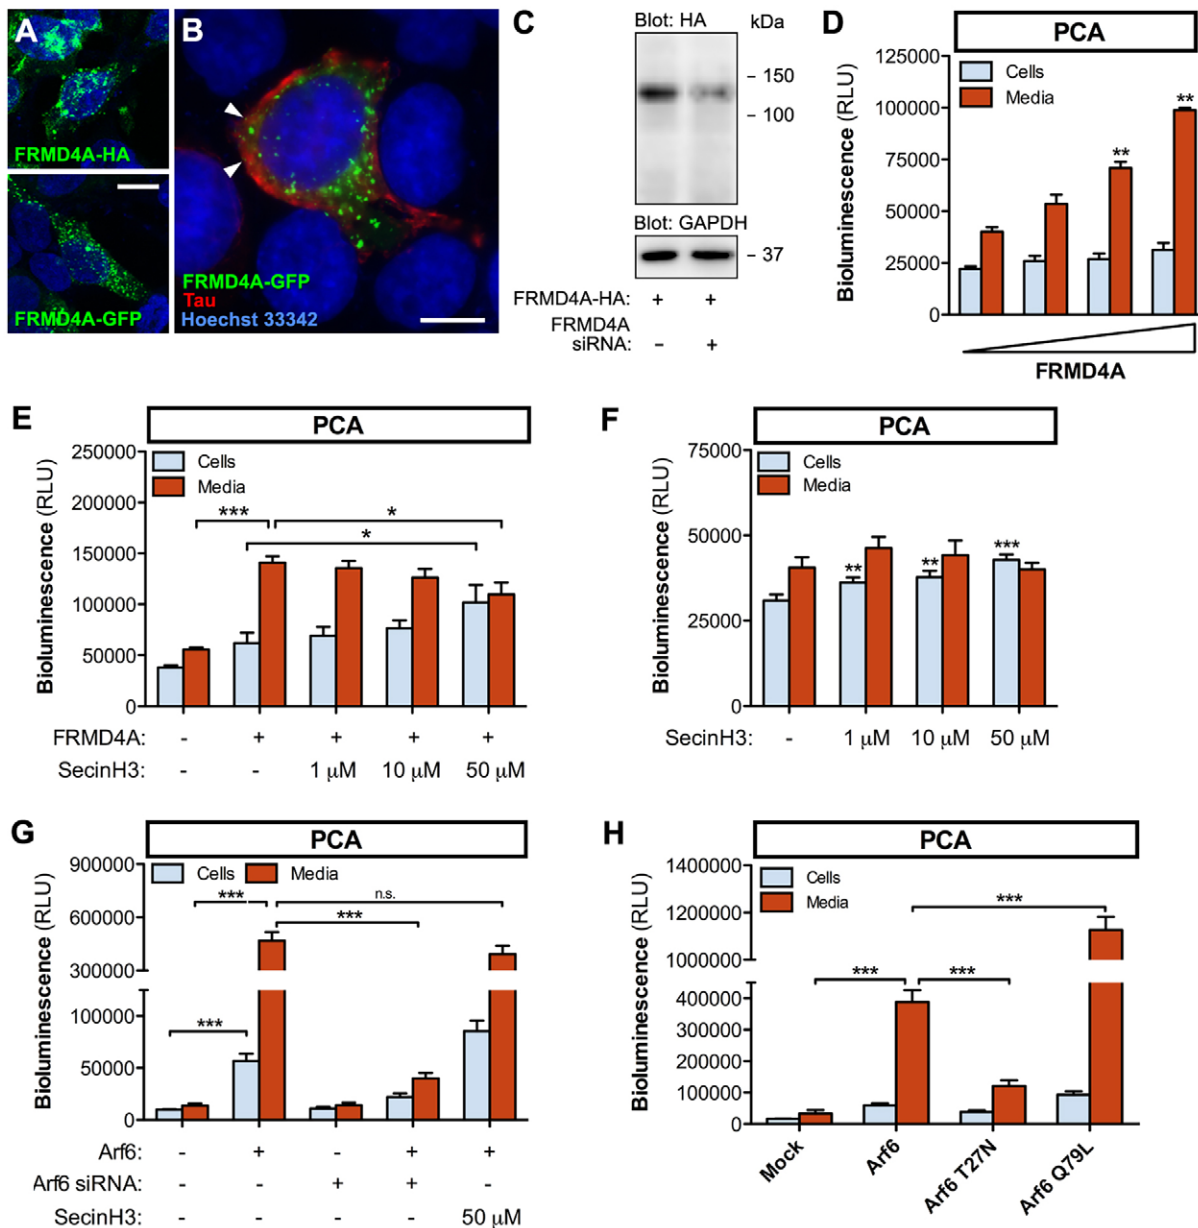 A
FRMD4A-HA
FRMD4A-GFP
B
FRMD4A-GFP
Tau
Hoechst 33342
C
Blot: HA
kDa
– 150
– 100
Blot: GAPDH
– 37
FRMD4A-HA: + +
FRMD4A
siRNA: – +
D
PCA
Cells
Media
Bioluminescence (RLU)
125000
100000
75000
50000
25000
0
**
**
FRMD4A
E
PCA
Cells
Media
Bioluminescence (RLU)
250000
200000
150000
100000
50000
0
***
*
*
FRMD4A: - + + + +
SecinH3: - - 1 µM 10 µM 50 µM
F
PCA
Cells
Media
Bioluminescence (RLU)
75000
50000
25000
0
**
**
***
SecinH3: - 1 µM 10 µM 50 µM
G
PCA
Cells Media
Bioluminescence (RLU)
900000
600000
300000
100000
50000
0
***
n.s.
***
***
Arf6: - + - + +
Arf6 siRNA: - - + + -
SecinH3: - - - - 50 µM
H
PCA
Cells
Media
Bioluminescence (RLU)
1400000
1200000
1000000
400000
300000
200000
100000
0
***
***
***
Mock
Arf6
Arf6 T27N
Arf6 Q79L